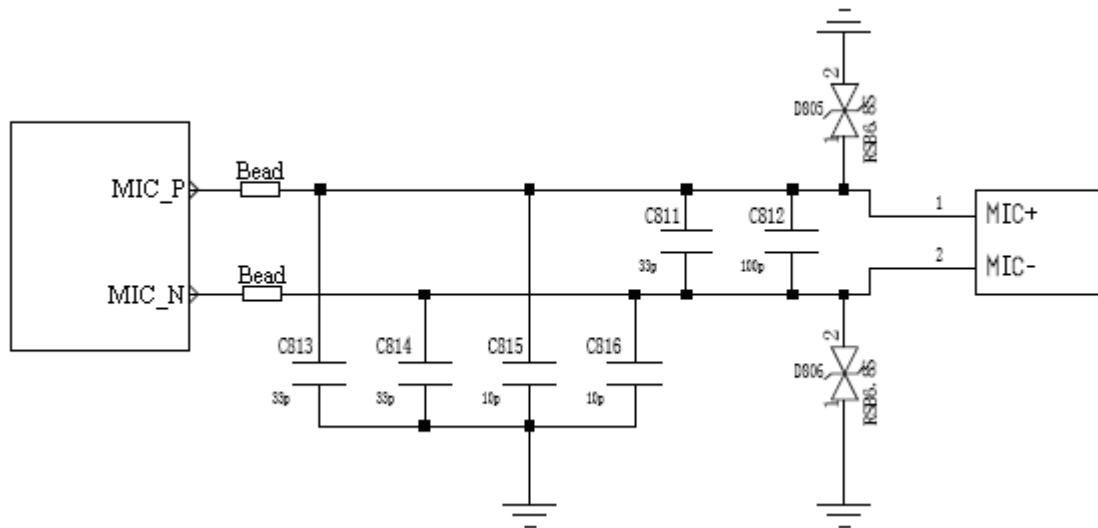 2
D805
1
RSB6.8S
Bead
MIC_P
C811
33p
C812
100p
1
MIC+
Bead
MIC_N
2
MIC-
C813
33p
C814
33p
C815
10p
C816
10p
2
D806
1
RSB6.8S